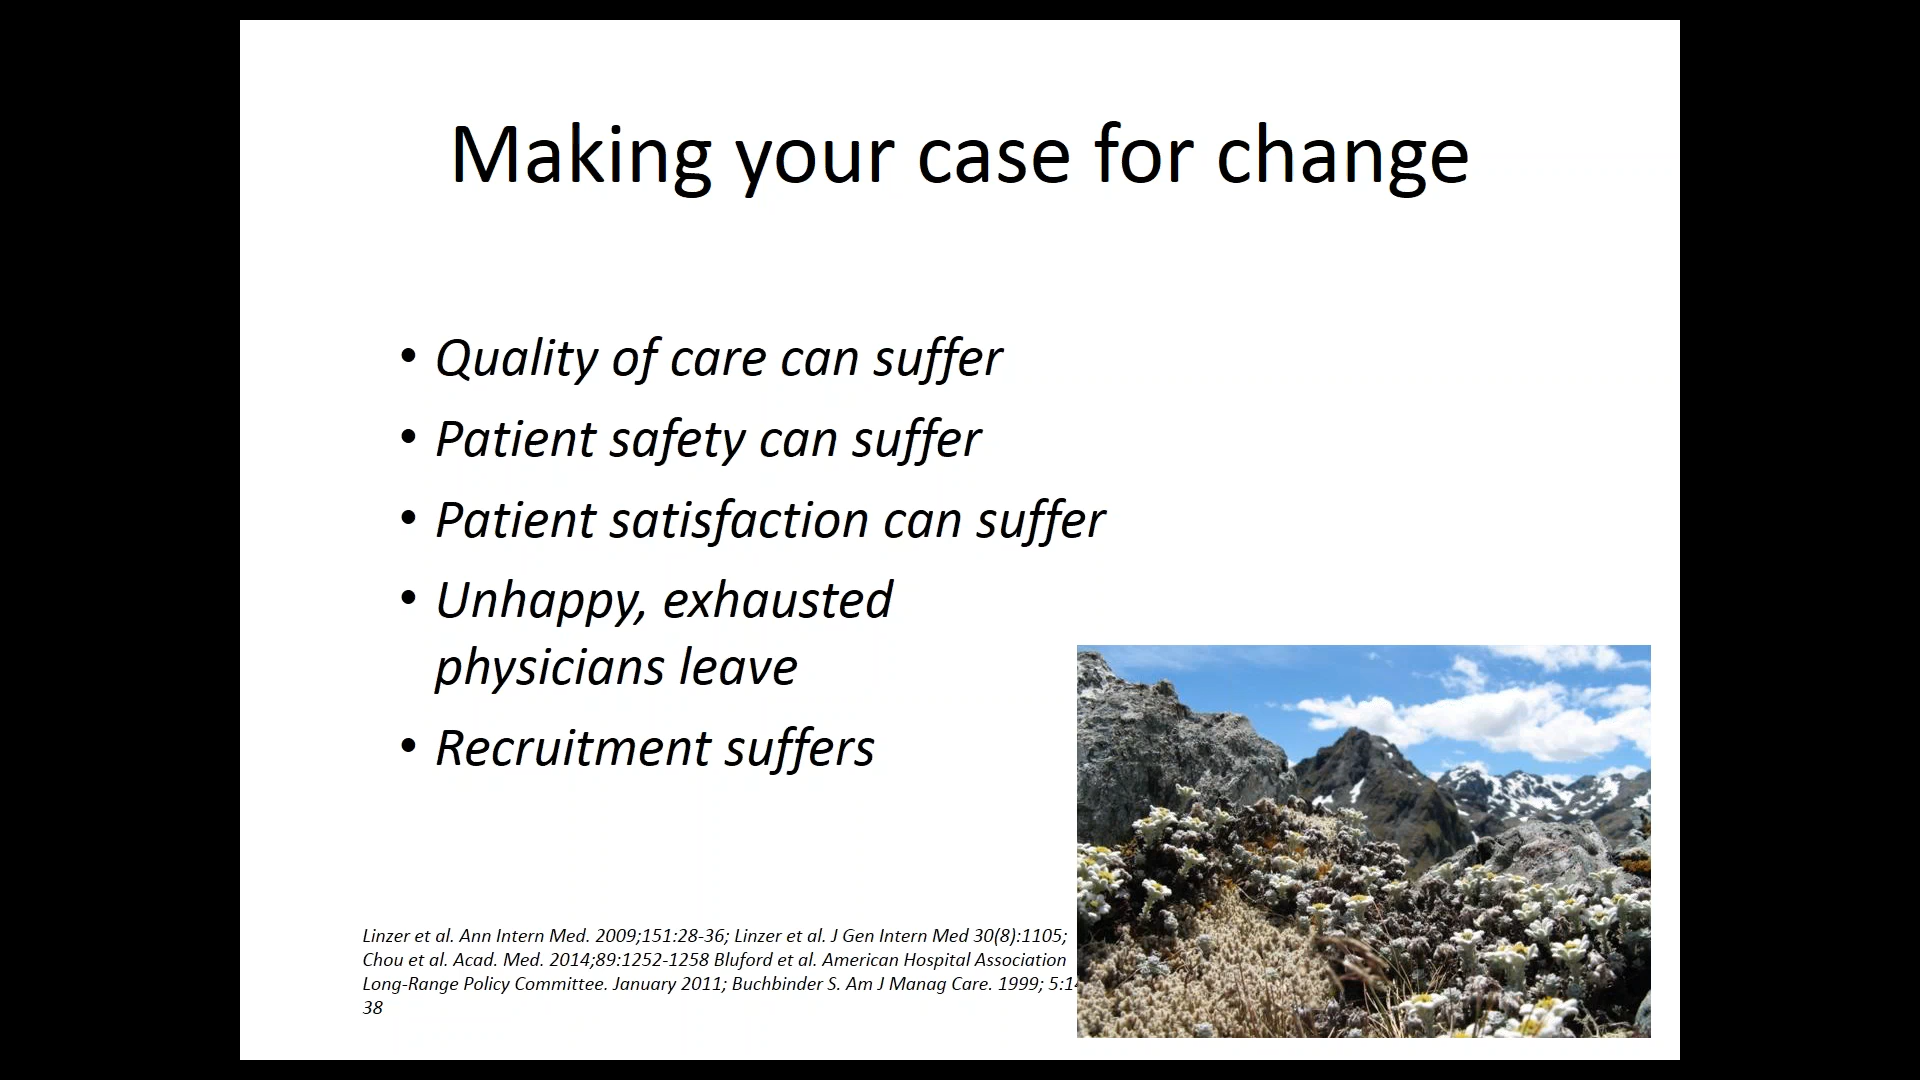 Making your case for change
• Quality of care can suffer
• Patient safety can suffer
• Patient satisfaction can suffer
• Unhappy, exhausted
physicians leave
• Recruitment suffers
Linzer et al. Ann Intern Med. 2009;151:28-36; Linzer et al. J Gen Intern Med 30(8):1105;
Chou et al. Acad. Med. 2014;89:1252-1258 Bluford et al. American Hospital Association
Long-Range Policy Committee. January 2011; Buchbinder S. Am J Manag Care. 1999;
38